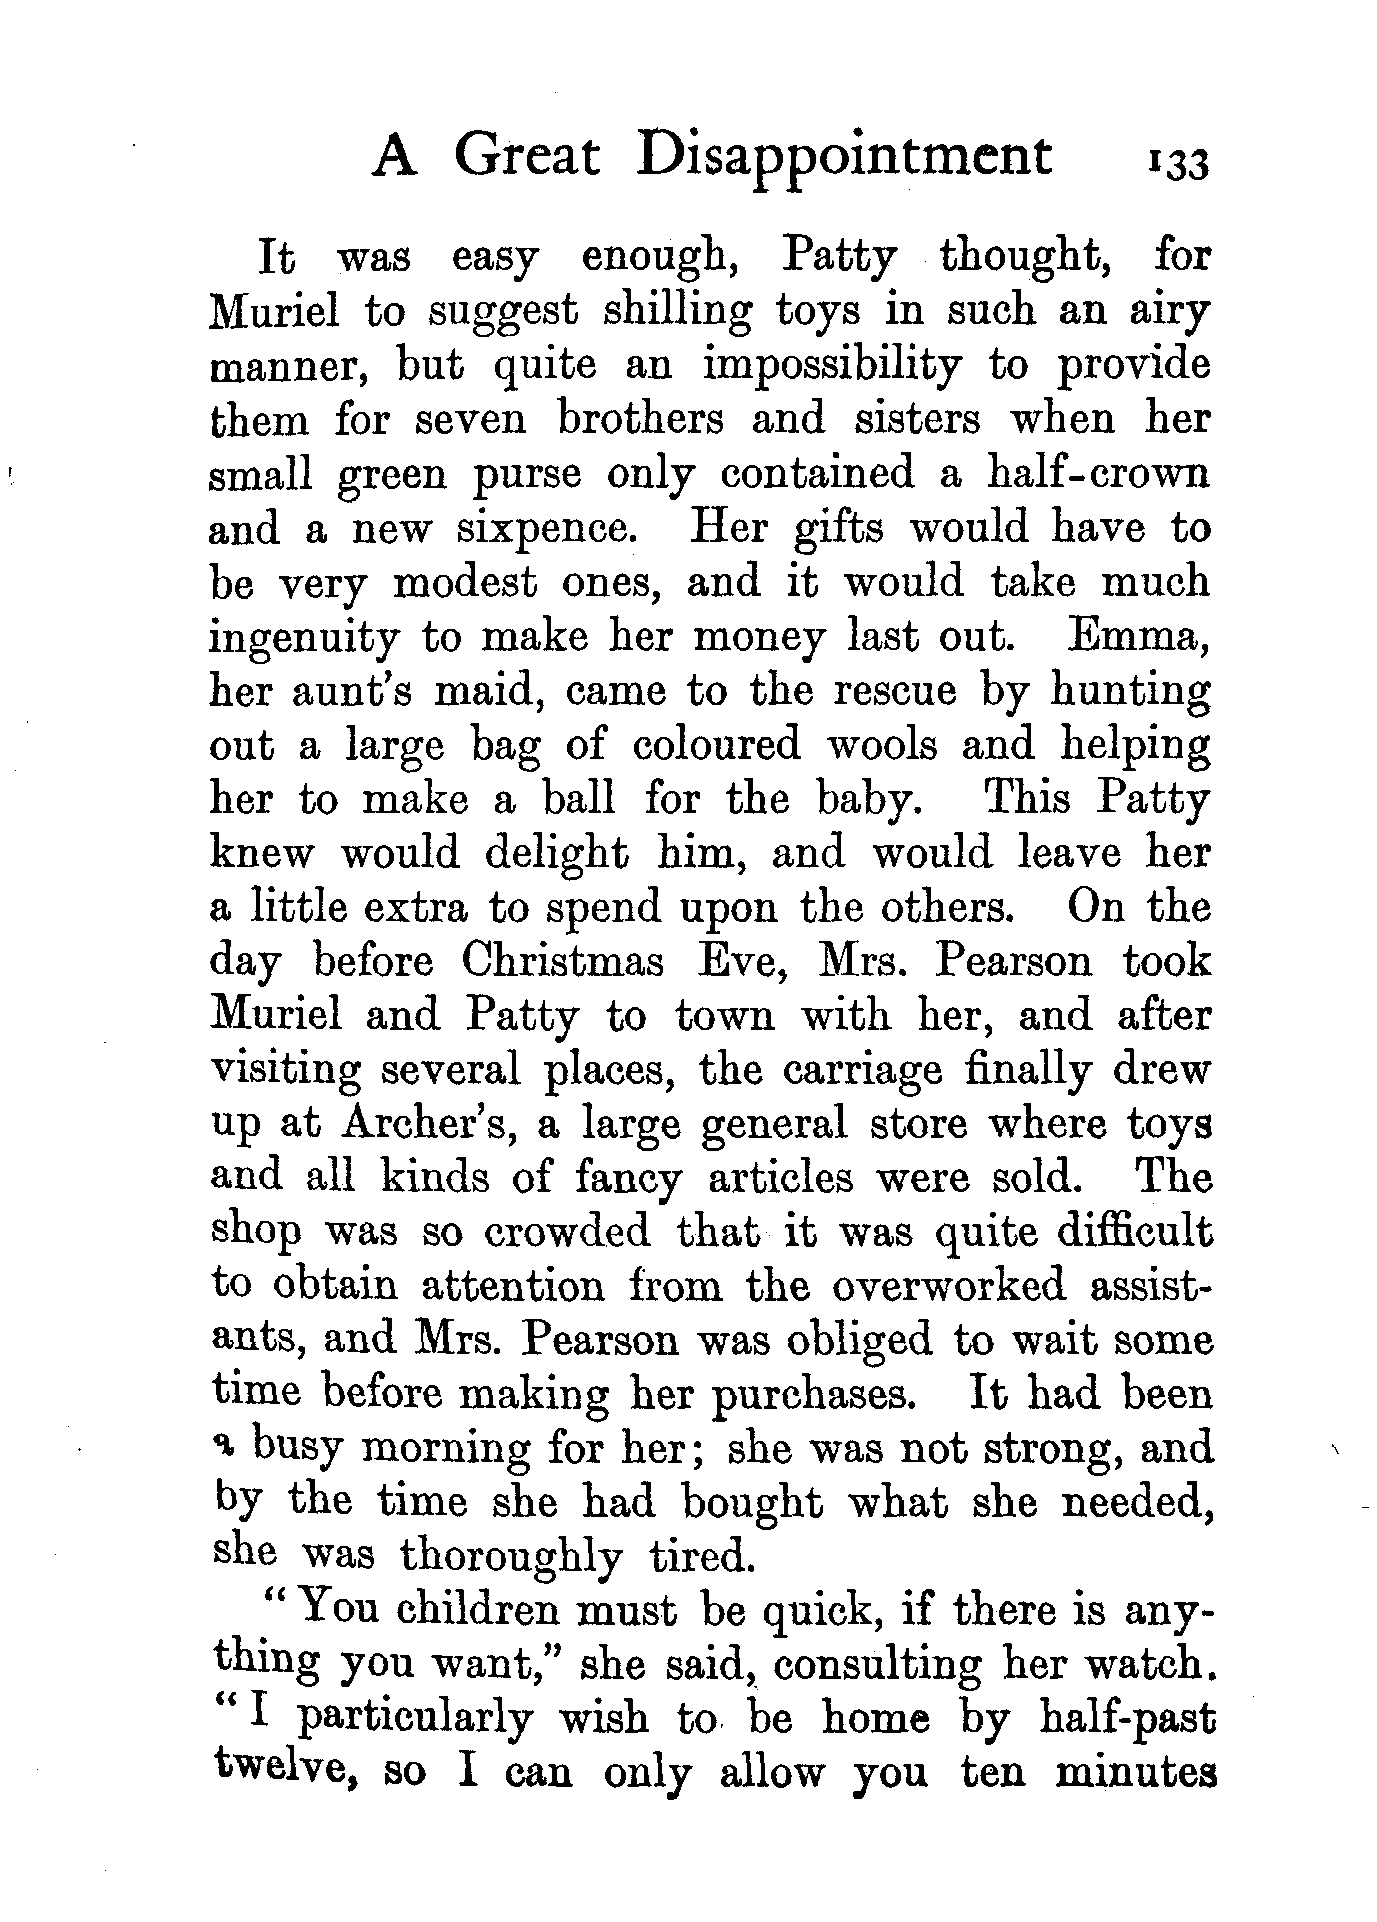 A Great Disappointment 133
It was easy enough, Patty thought, for
Muriel to suggest shilling toys in such an airy
manner, but quite an impossibility to provide
them for seven brothers and sisters when her
small green purse only contained a half-crown
and a new sixpence. Her gifts would have to
be very modest ones, and it would take much
ingenuity to make her money last out. Emma,
her aunt's maid, came to the rescue by hunting
out a large bag of coloured wools and helping
her to make a ball for the baby. This Patty
knew would delight him, and would leave her
a little extra to spend upon the others. On the
day before Christmas Eve, Mrs. Pearson took
Muriel and Patty to town with her, and after
visiting several places, the carriage finally drew
up at Archer's, a large general store where toys
and all kinds of fancy articles were sold. The
shop was so crowded that it was quite difficult
to obtain attention from the overworked assist-
ants, and Mrs. Pearson was obliged to wait some
time before making her purchases. It had been
a busy morning for her; she was not strong, and
by the time she had bought what she needed,
she was thoroughly tired.
“You children must be quick, if there is any-
thing you want,” she said, consulting her watch.
“I particularly wish to be home by half-past
twelve, so I can only allow you ten minutes